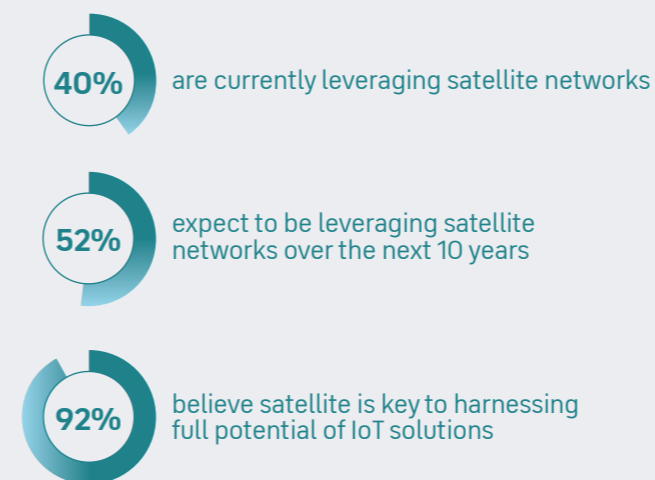 40%
are currently leveraging satellite networks
52%
expect to be leveraging satellite
networks over the next 10 years
92%
believe satellite is key to harnessing
full potential of IoT solutions